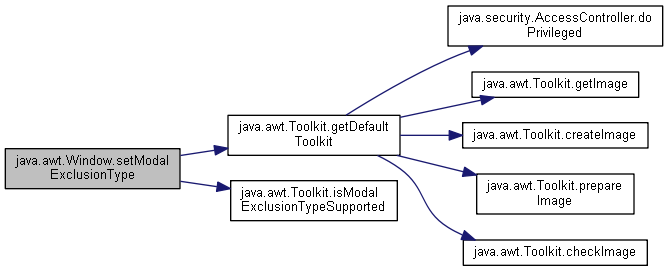 java.awt.Window.setModal
ExclusionType
java.awt.Toolkit.getDefault
Toolkit
java.awt.Toolkit.isModal
ExclusionTypeSupported
java.security.AccessController.do
Privileged
java.awt.Toolkit.getImage
java.awt.Toolkit.createImage
java.awt.Toolkit.prepare
Image
java.awt.Toolkit.checkImage